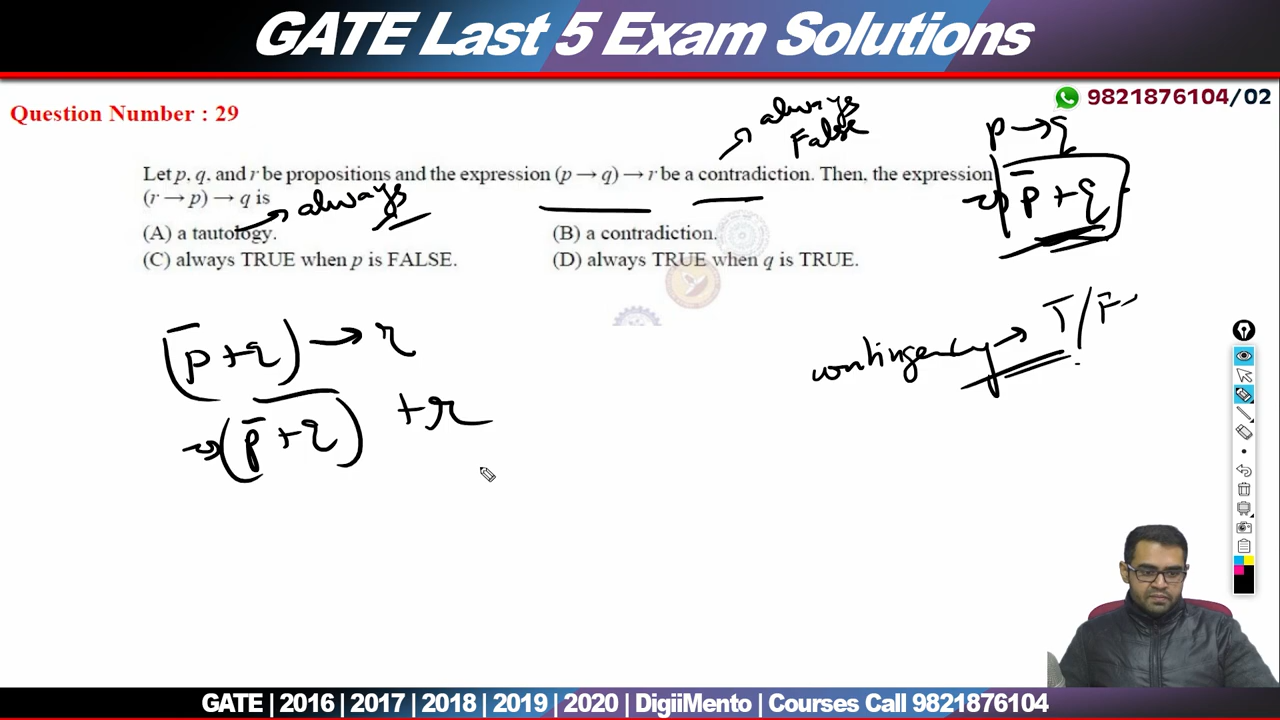 GATE Last 5 Exam Solutions
Question Number : 29
9821876104/02
always False
p → q
⇒ p̅ + q
Let p, q, and r be propositions and the expression (p → q) → r be a contradiction. Then, the expression
(r → p) → q is
always
(A) a tautology.
(B) a contradiction.
(C) always TRUE when p is FALSE.
(D) always TRUE when q is TRUE.
contingency → T/F
(p̅ + q) → r
⇒ (p̅ + q) + r
GATE | 2016 | 2017 | 2018 | 2019 | 2020 | DigiiMento | Courses Call 9821876104